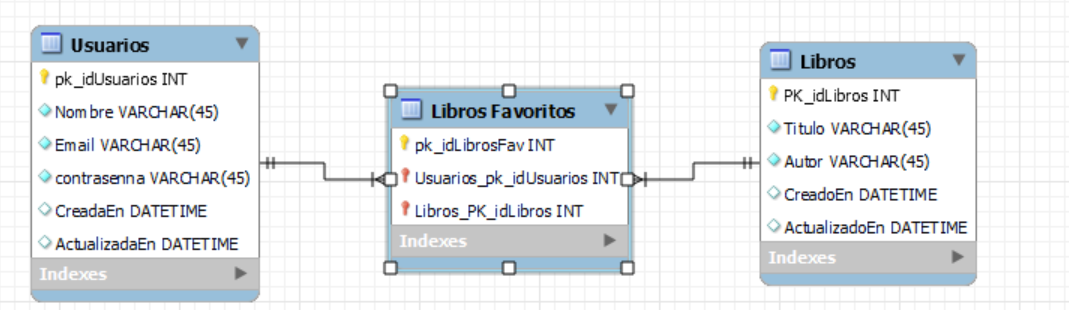 Usuarios
pk_idUsuarios INT
Nombre VARCHAR(45)
Email VARCHAR(45)
contrasenna VARCHAR(45)
CreadaEn DATETIME
ActualizadaEn DATETIME
Indexes
Libros Favoritos
pk_idLibrosFav INT
Usuarios_pk_idUsuarios INT
Libros_PK_idLibros INT
Indexes
Libros
PK_idLibros INT
Titulo VARCHAR(45)
Autor VARCHAR(45)
CreadoEn DATETIME
ActualizadoEn DATETIME
Indexes